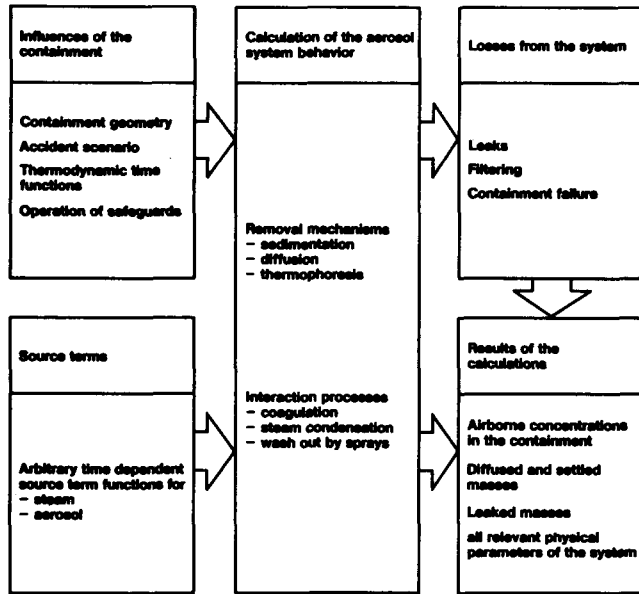 Influences of the
containment
Containment geometry
Accident scenario
Thermodynamic time
functions
Operation of safeguards
Source terms
Arbitrary time dependent
source term functions for
– steam
– aerosol
Calculation of the aerosol
system behavior
Removal mechanisms
– sedimentation
– diffusion
– thermophoresis
Interaction processes
– coagulation
– steam condensation
– wash out by sprays
Losses from the system
Leaks
Filtering
Containment failure
Results of the
calculations
Airborne concentrations
in the containment
Diffused and settled
masses
Leaked masses
all relevant physical
parameters of the system